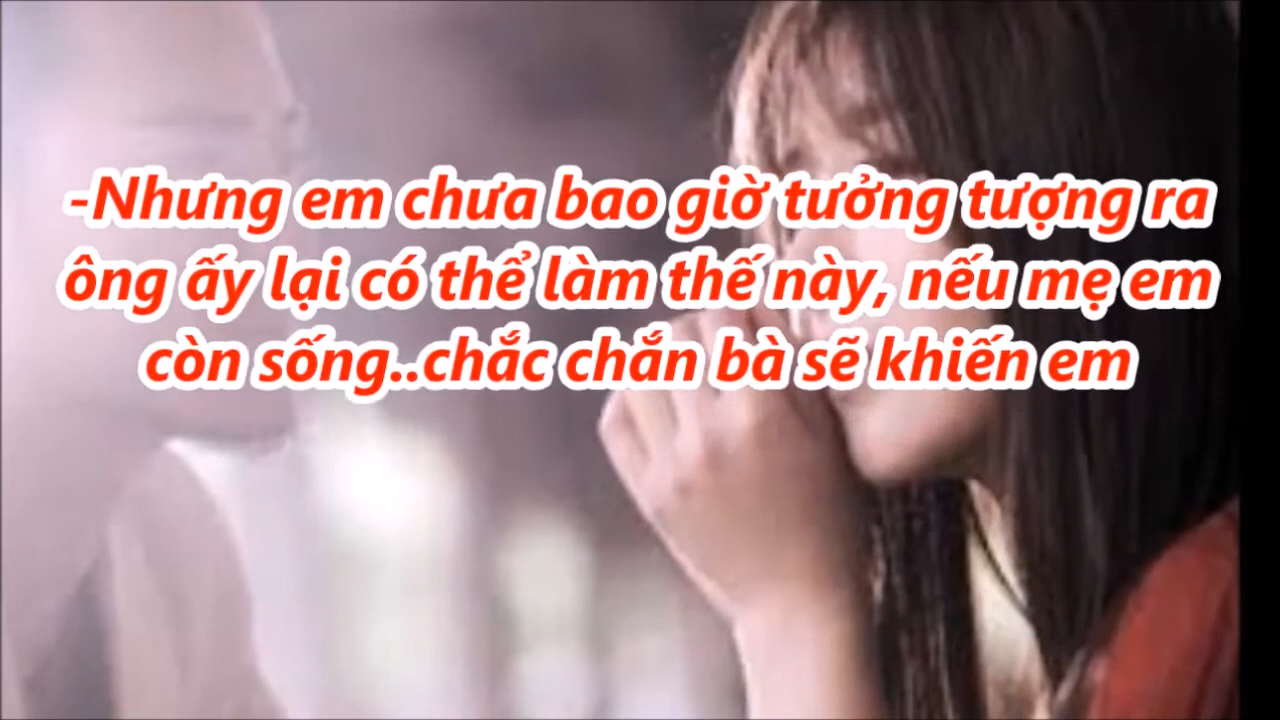 -Nhưng em chưa bao giờ tưởng tượng ra
ông ấy lại có thể làm thế này, nếu mẹ em
còn sống..chắc chắn bà sẽ khiến em